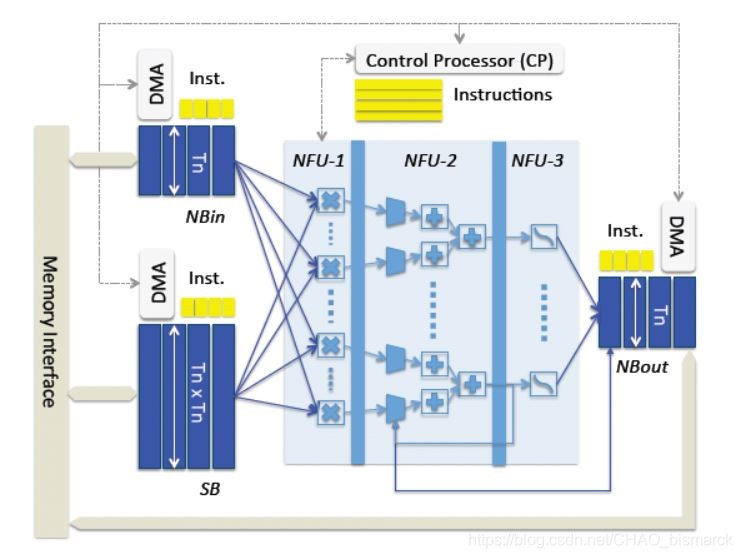 Control Processor (CP)
DMA
Inst.
Instructions
Tn
NBin
NFU-1
NFU-2
NFU-3
DMA
Inst.
Tn x Tn
SB
Memory Interface
DMA
Inst.
Tn
NBout
https://blog.csdn.net/CHAO_bismarck